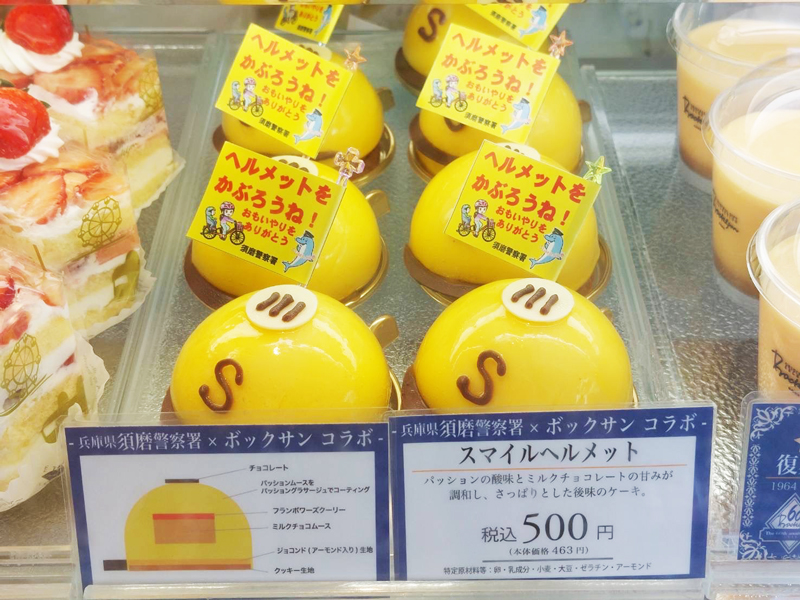 ヘルメットを
かぶろうね！
おもいやりを
ありがとう
須磨警察署
ヘルメットを
かぶろうね！
おもいやりを
ありがとう
須磨警察署
ヘルメットを
かぶろうね！
おもいやりを
ありがとう
須磨警察署
ヘルメットを
かぶろうね！
おもいやりを
ありがとう
須磨警察署
S
S
S
- 兵庫県須磨警察署 × ボックサン コラボ -
チョコレート
パッションムースを
パッショングラサージュでコーティング
フランボワーズクーリー
ミルクチョコムース
ジョコンド(アーモンド入り)生地
クッキー生地
- 兵庫県須磨警察署 × ボックサン コラボ -
スマイルヘルメット
パッションの酸味とミルクチョコレートの甘みが
調和し、さっぱりとした後味のケーキ。
税込 500 円
(本体価格 463円)
特定原材料等：卵・乳成分・小麦・大豆・ゼラチン・アーモンド
復
1964
60